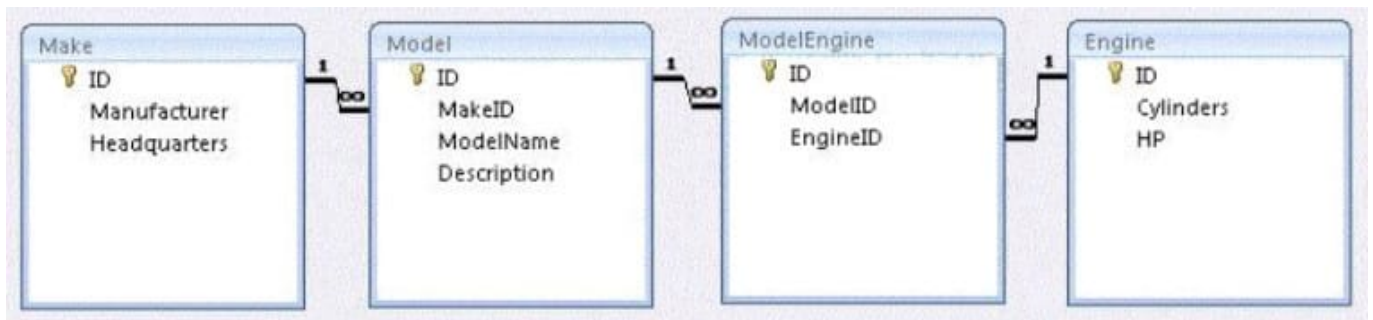 Make
ID
Manufacturer
Headquarters
1
∞
Model
ID
MakeID
ModelName
Description
1
∞
ModelEngine
ID
ModelID
EngineID
∞
1
Engine
ID
Cylinders
HP